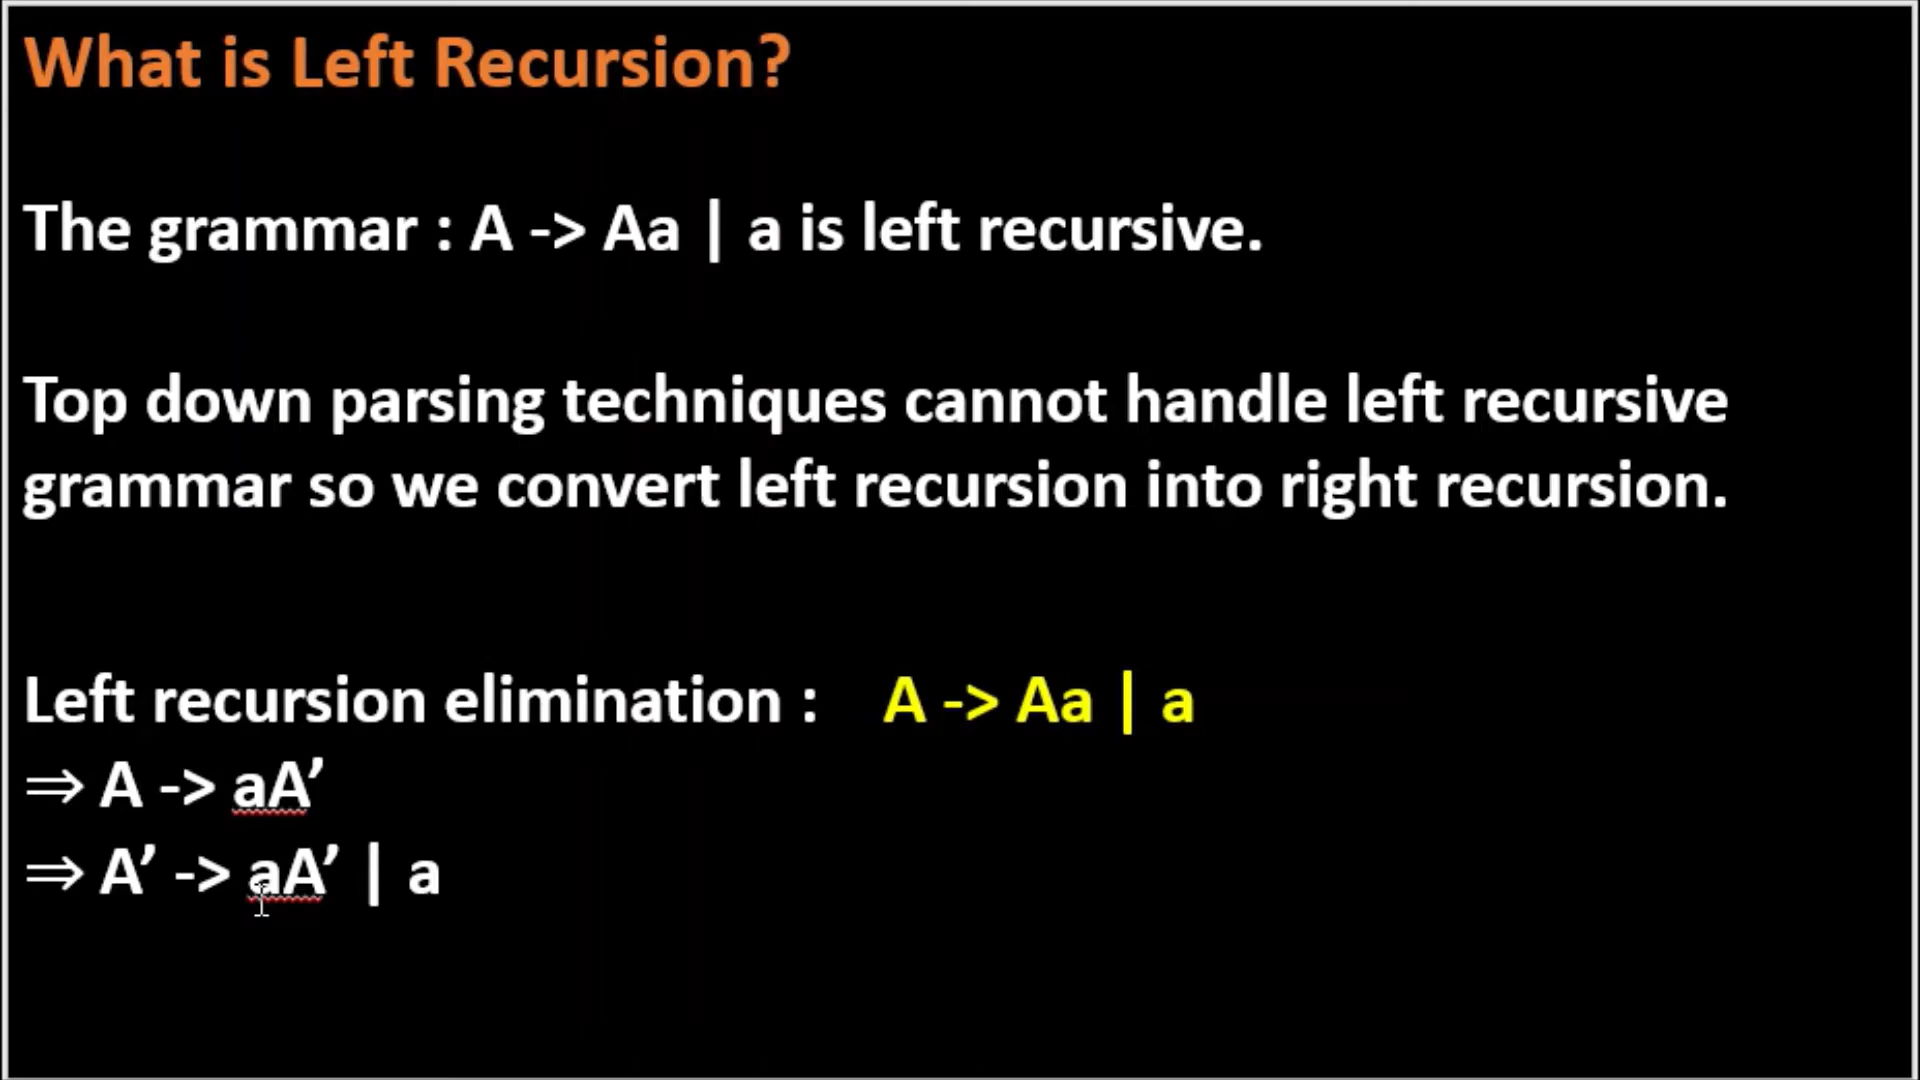 What is Left Recursion?
The grammar : A -> Aa | a is left recursive.
Top down parsing techniques cannot handle left recursive
grammar so we convert left recursion into right recursion.
Left recursion elimination : A -> Aa | a
⇒ A -> aA’
⇒ A’ -> aA’ | a